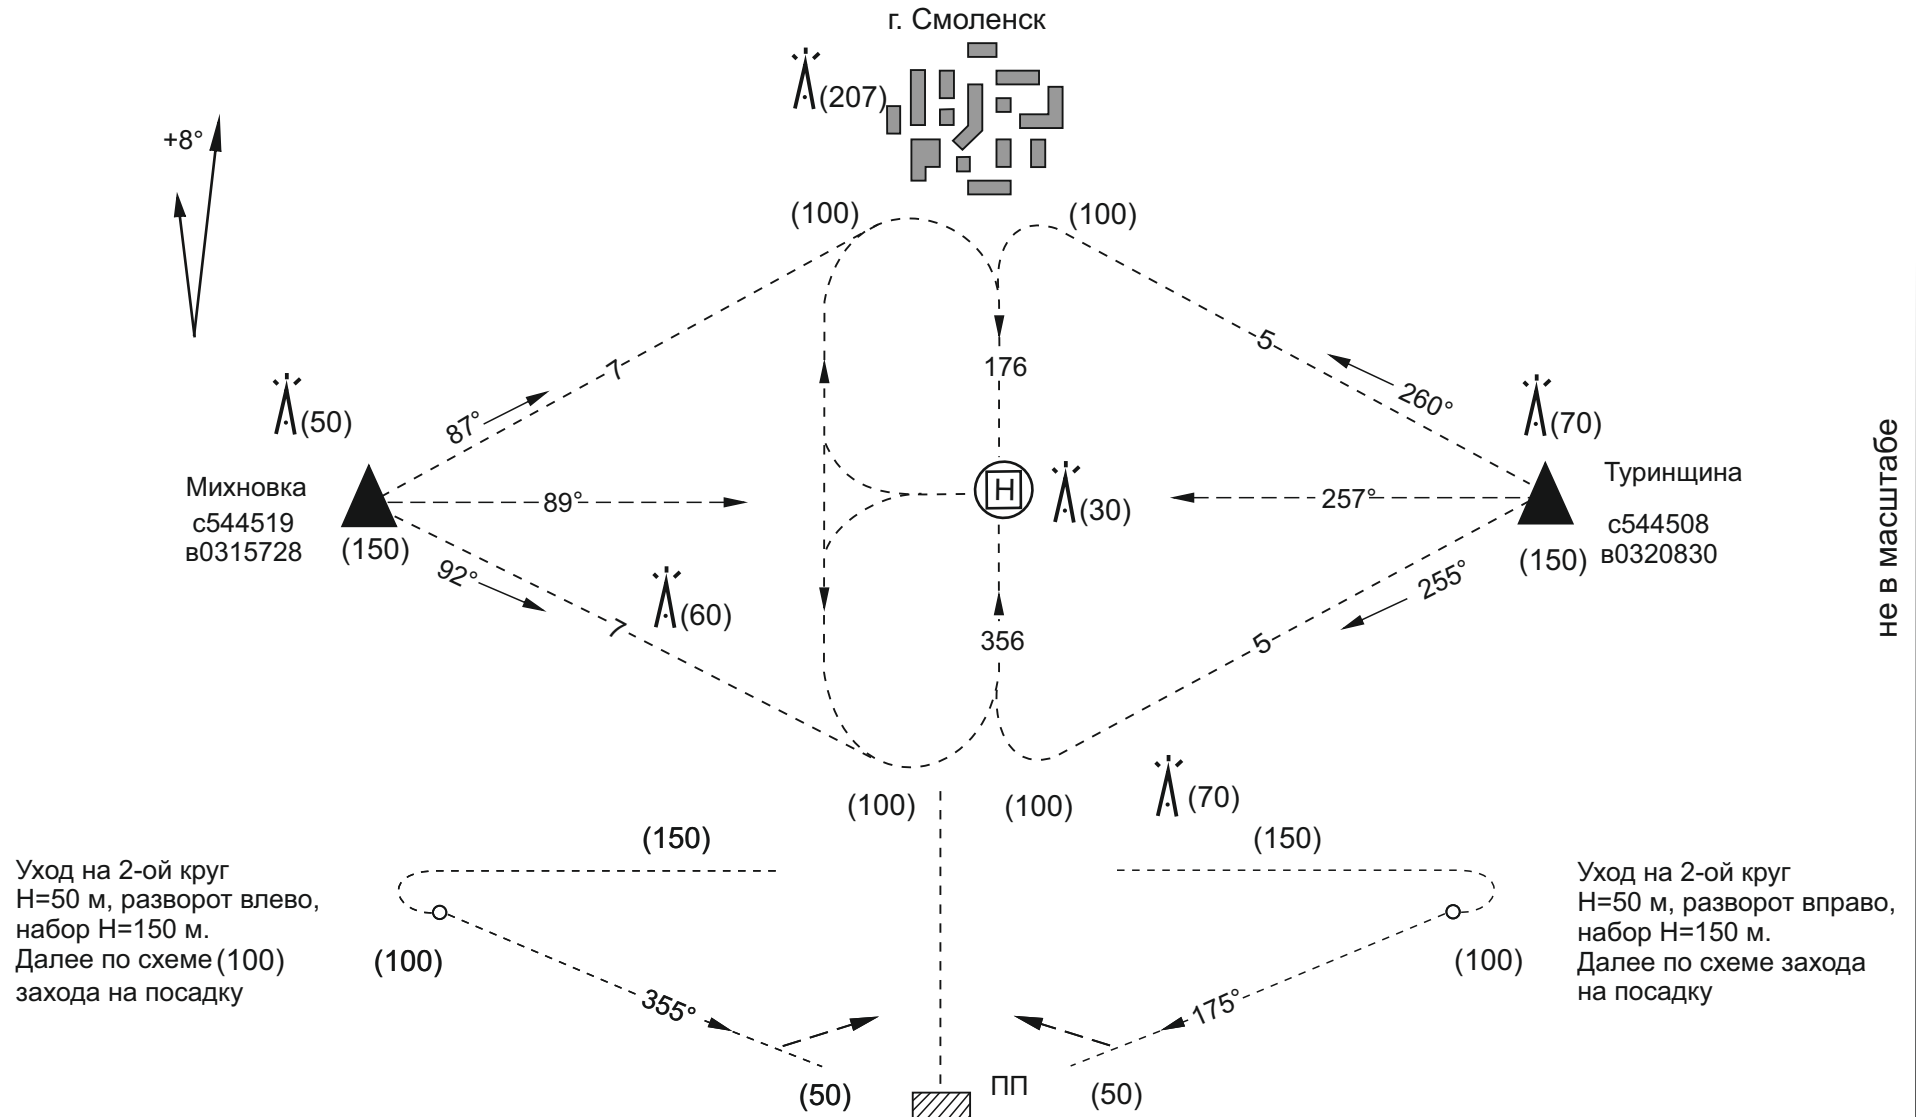 г. Смоленск
(207)
+8°
(100)
(100)
7
5
176
87°
260°
(50)
(70)
Михновка
с544519
в0315728
(150)
89°
H
(30)
257°
Туринщина
с544508
в0320830
(150)
не в масштабе
92°
255°
(60)
7
5
356
(70)
(100)
(100)
(150)
(150)
Уход на 2-ой круг
Н=50 м, разворот влево,
набор Н=150 м.
Далее по схеме (100)
захода на посадку
(100)
355°
(50)
ПП
175°
(50)
(100)
Уход на 2-ой круг
Н=50 м, разворот вправо,
набор Н=150 м.
Далее по схеме захода
на посадку